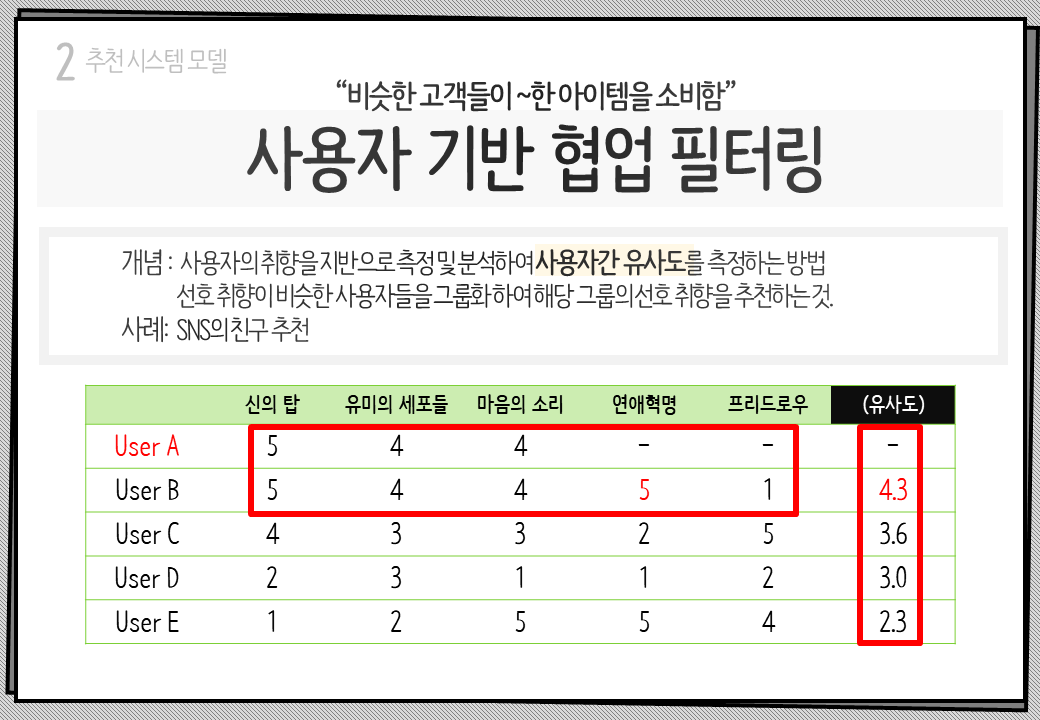 2 추천 시스템 모델
“비슷한 고객들이 ~한 아이템을 소비함”
사용자 기반 협업 필터링
개념 : 사용자의 취향을 지반으로 측정 및 분석하여 사용자간 유사도를 측정하는 방법
선호 취향이 비슷한 사용자들을 그룹화 하여 해당 그룹의 선호 취향을 추천하는 것.
사례: SNS의 친구 추천
신의 탑 유미의 세포들 마음의 소리 연애혁명 프리드로우 (유사도)
User A 5 4 4 - - -
User B 5 4 4 5 1 4.3
User C 4 3 3 2 5 3.6
User D 2 3 1 1 2 3.0
User E 1 2 5 5 4 2.3